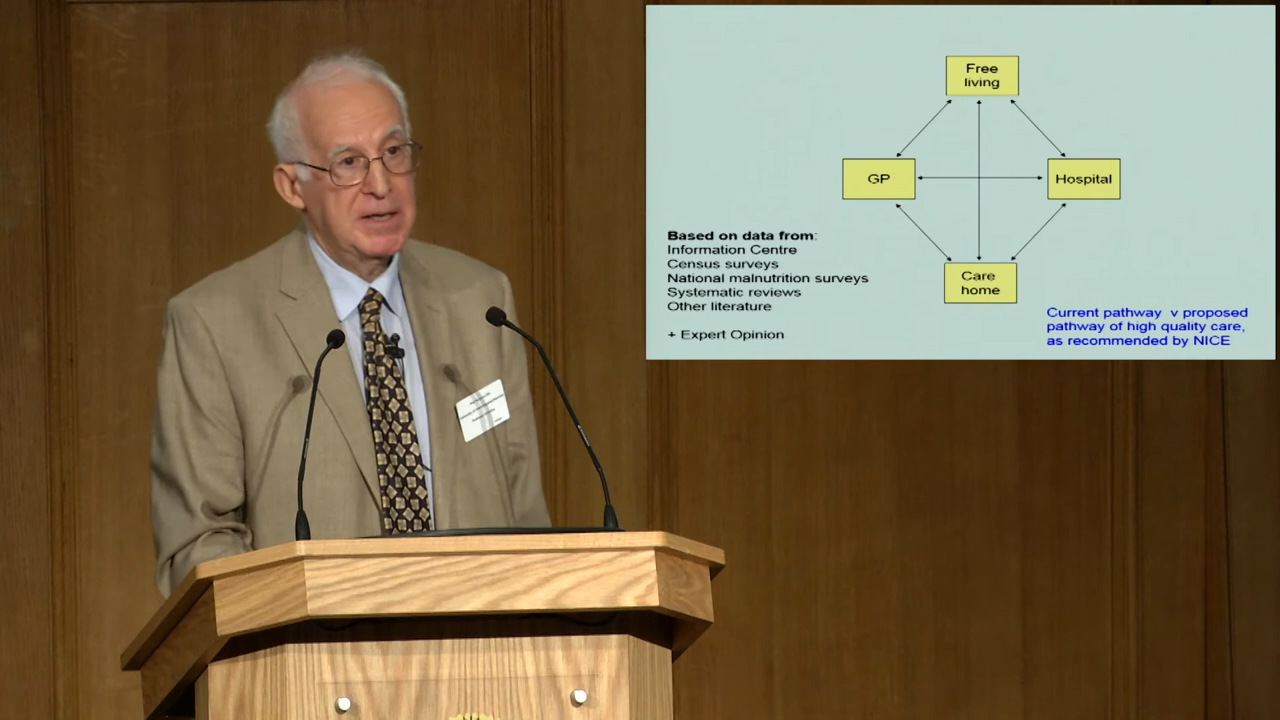 Free
living
GP
Hospital
Care
home
Based on data from:
Information Centre
Census surveys
National malnutrition surveys
Systematic reviews
Other literature
+ Expert Opinion
Current pathway v proposed
pathway of high quality care,
as recommended by NICE